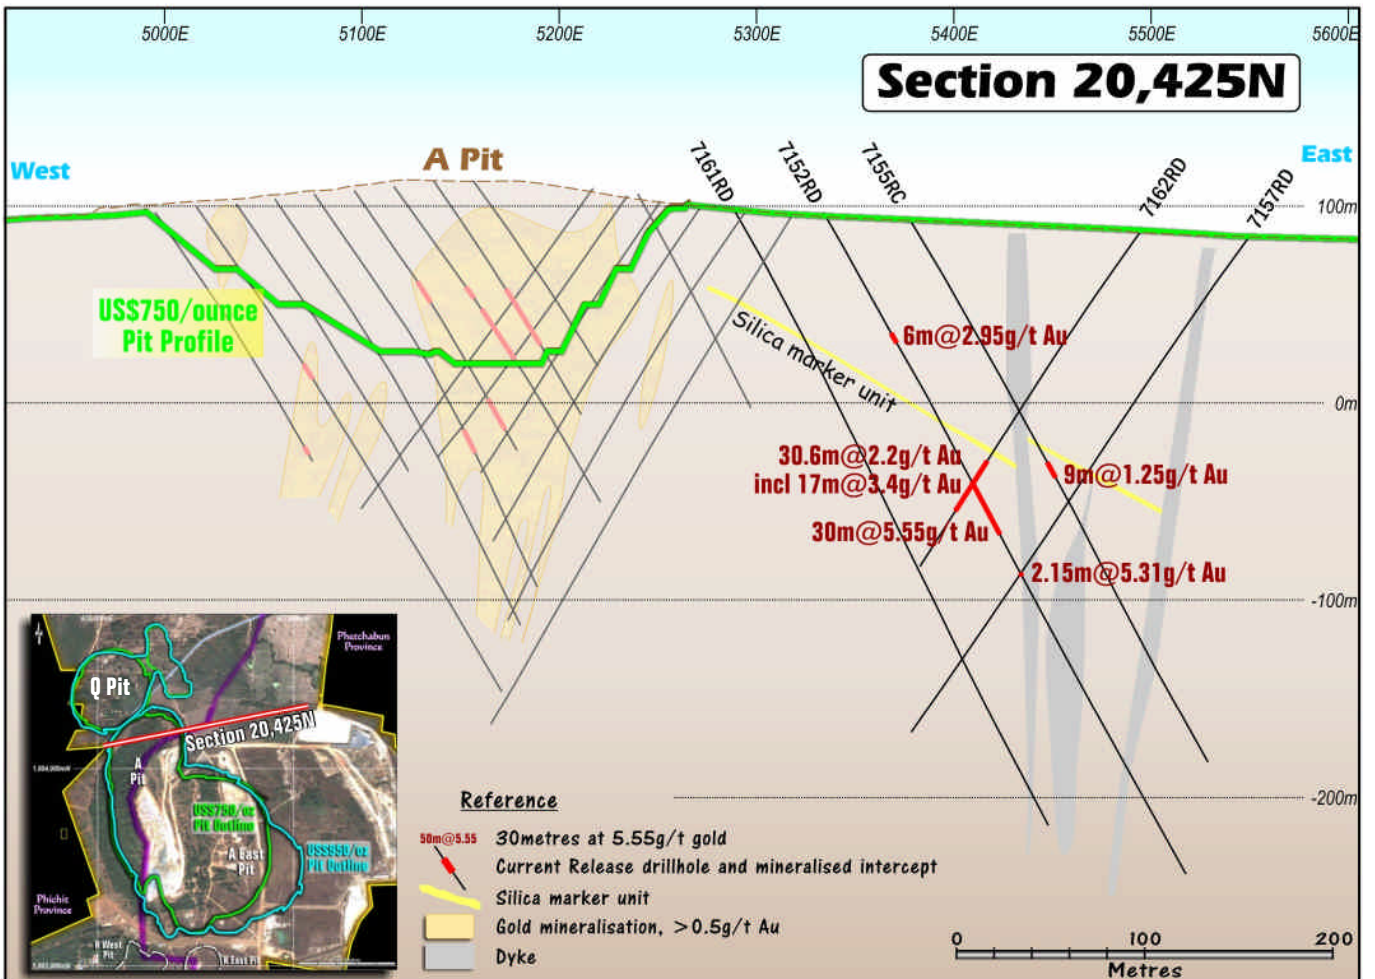 5000E 5100E 5200E 5300E 5400E 5500E 5600E
Section 20,425N
West
A Pit
7161RD
7152RD
7155RC
7162RD
7157RD
East
100m
US$750/ounce
Pit Profile
Silica marker unit
6m@2.95g/t Au
0m
30.6m@2.2g/t Au
incl 17m@3.4g/t Au
9m@1.25g/t Au
30m@5.55g/t Au
2.15m@5.31g/t Au
-100m
-200m
Phetchabun
Province
Q Pit
Section 20,425N
A
Pit
US$750/oz
Pit Outline
A East
Pit
US$950/oz
Pit Outline
Phichit
Province
H West
Pit
Reference
50m@5.55 30metres at 5.55g/t gold
Current Release drillhole and mineralised intercept
Silica marker unit
Gold mineralisation, >0.5g/t Au
Dyke
0 100 200
Metres